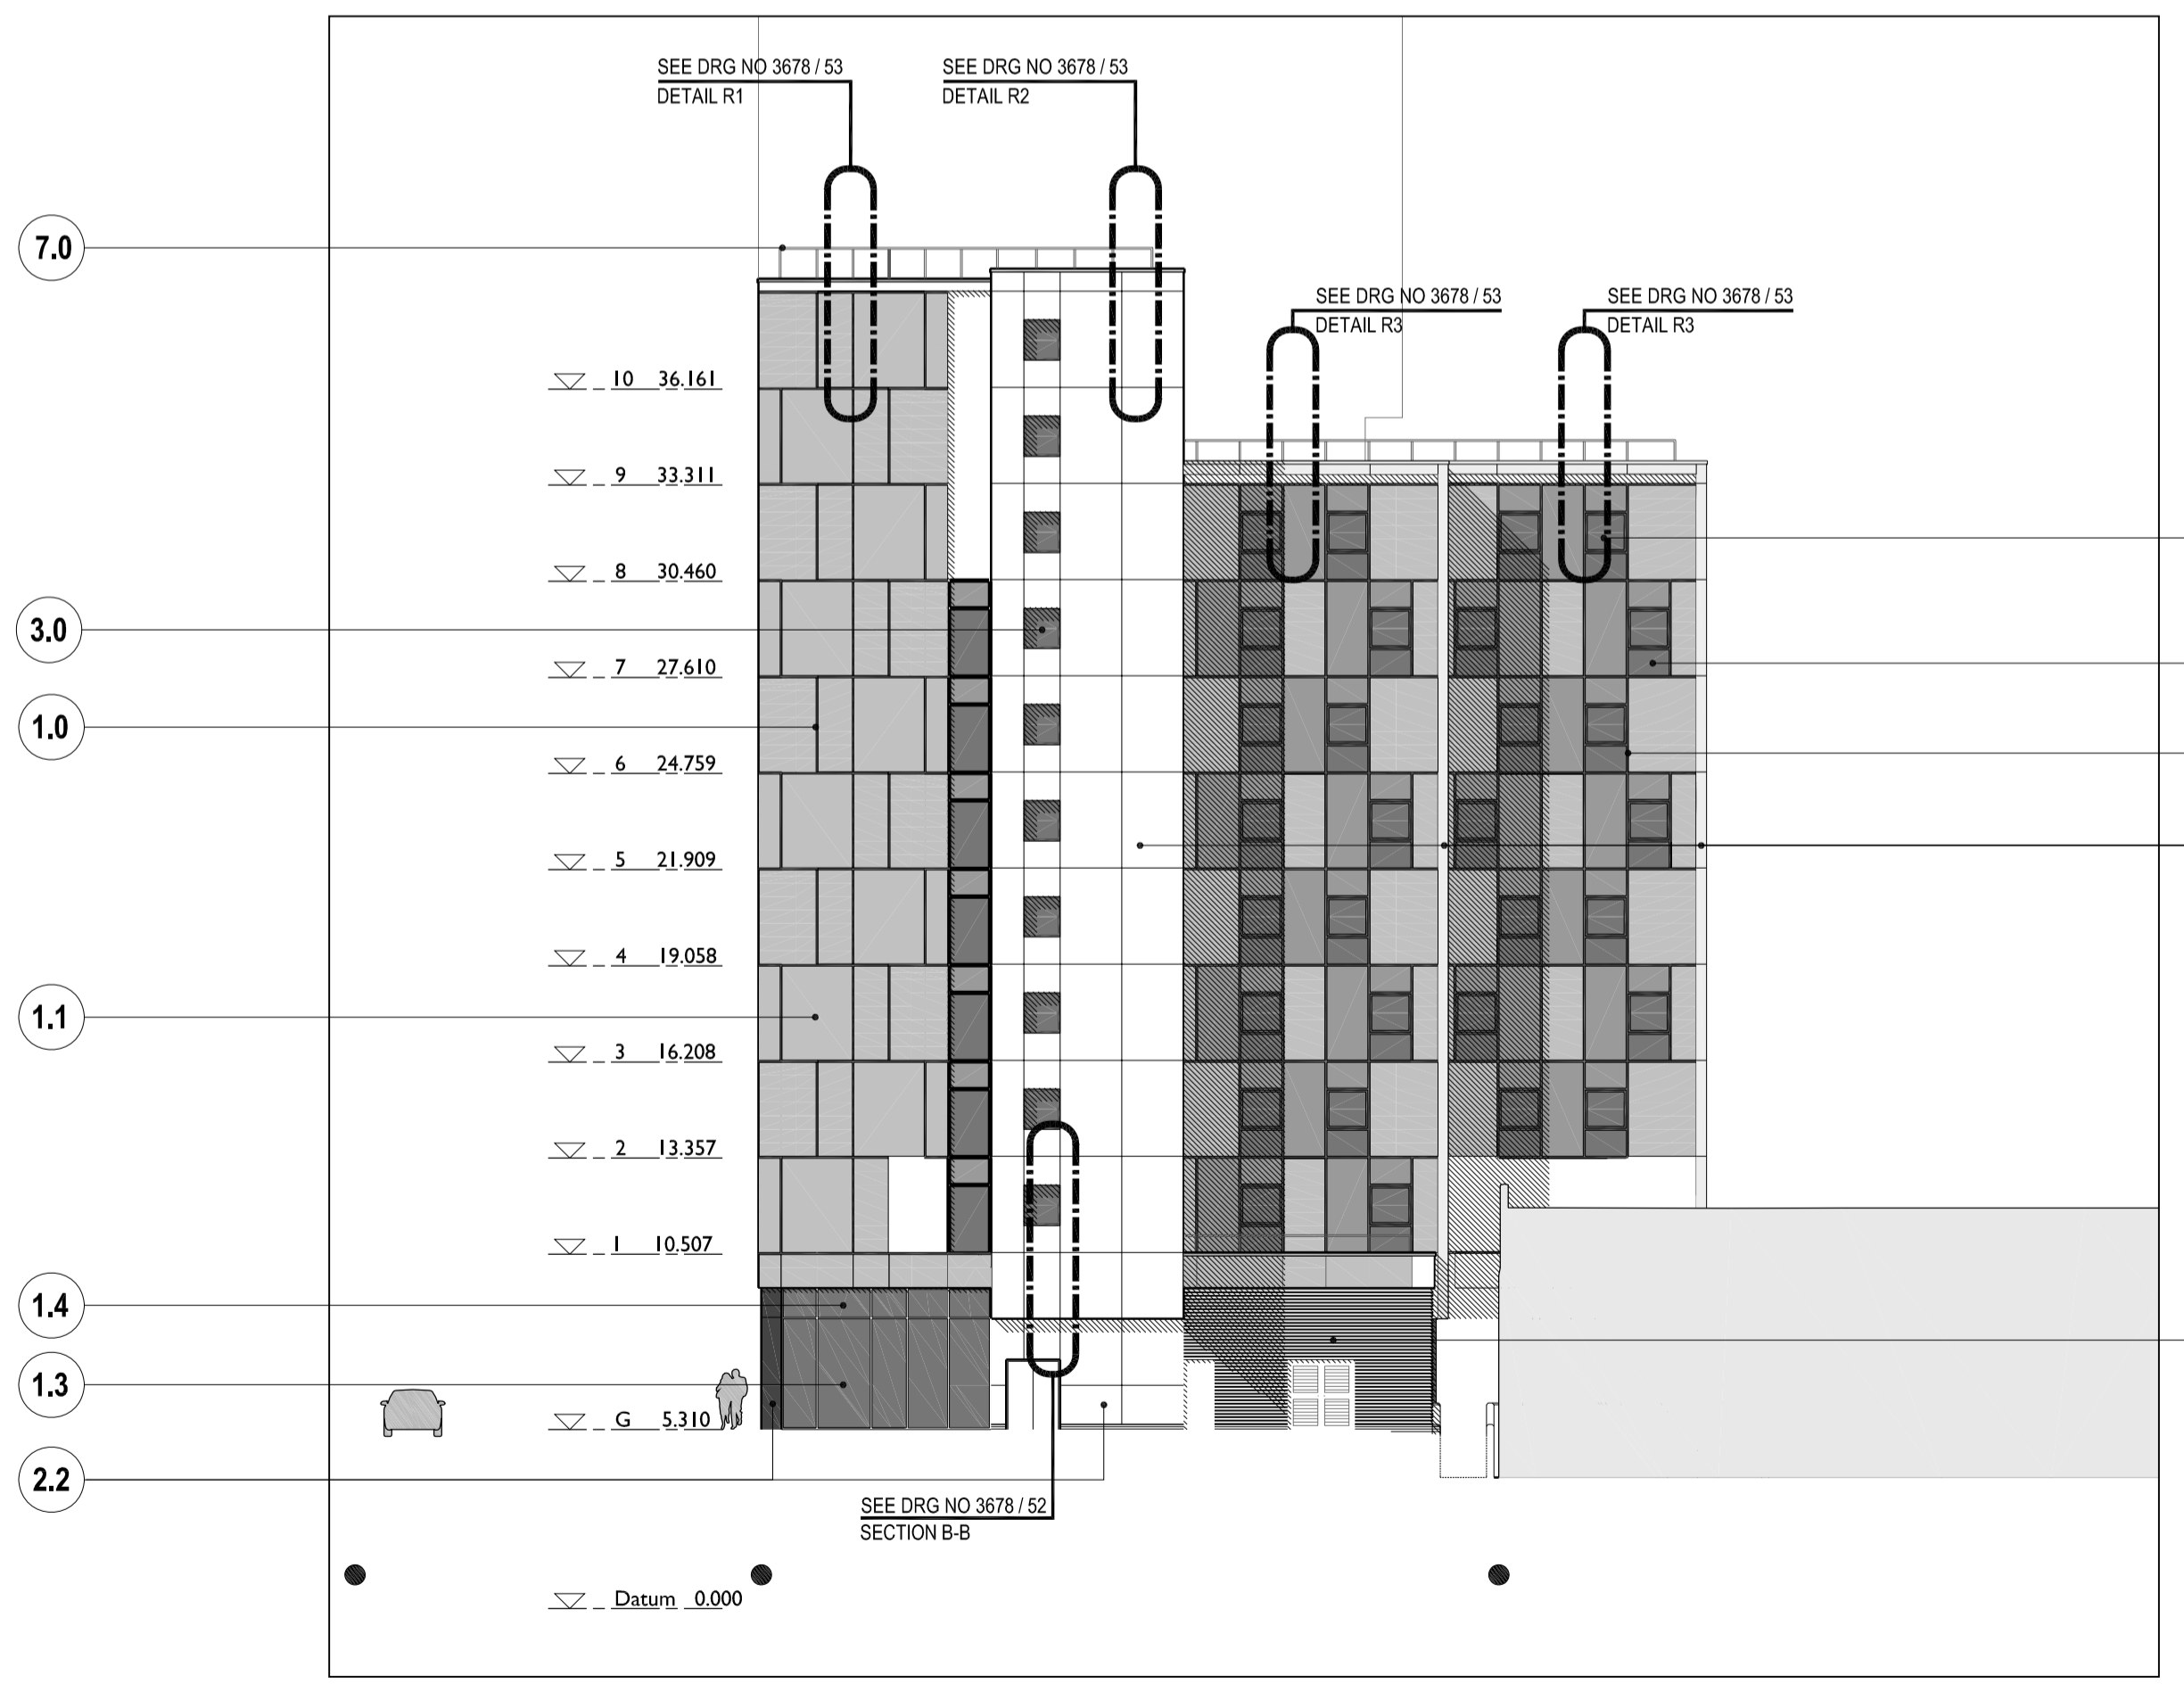 SEE DRG NO 3678 / 53
DETAIL R1
SEE DRG NO 3678 / 53
DETAIL R2
7.0
SEE DRG NO 3678 / 53
DETAIL R3
SEE DRG NO 3678 / 53
DETAIL R3
10 36.161
9 33.311
8 30.460
3.0
7 27.610
1.0
6 24.759
5 21.909
4 19.058
1.1
3 16.208
2 13.357
1 10.507
1.4
1.3
G 5.310
2.2
SEE DRG NO 3678 / 52
SECTION B-B
Datum 0.000